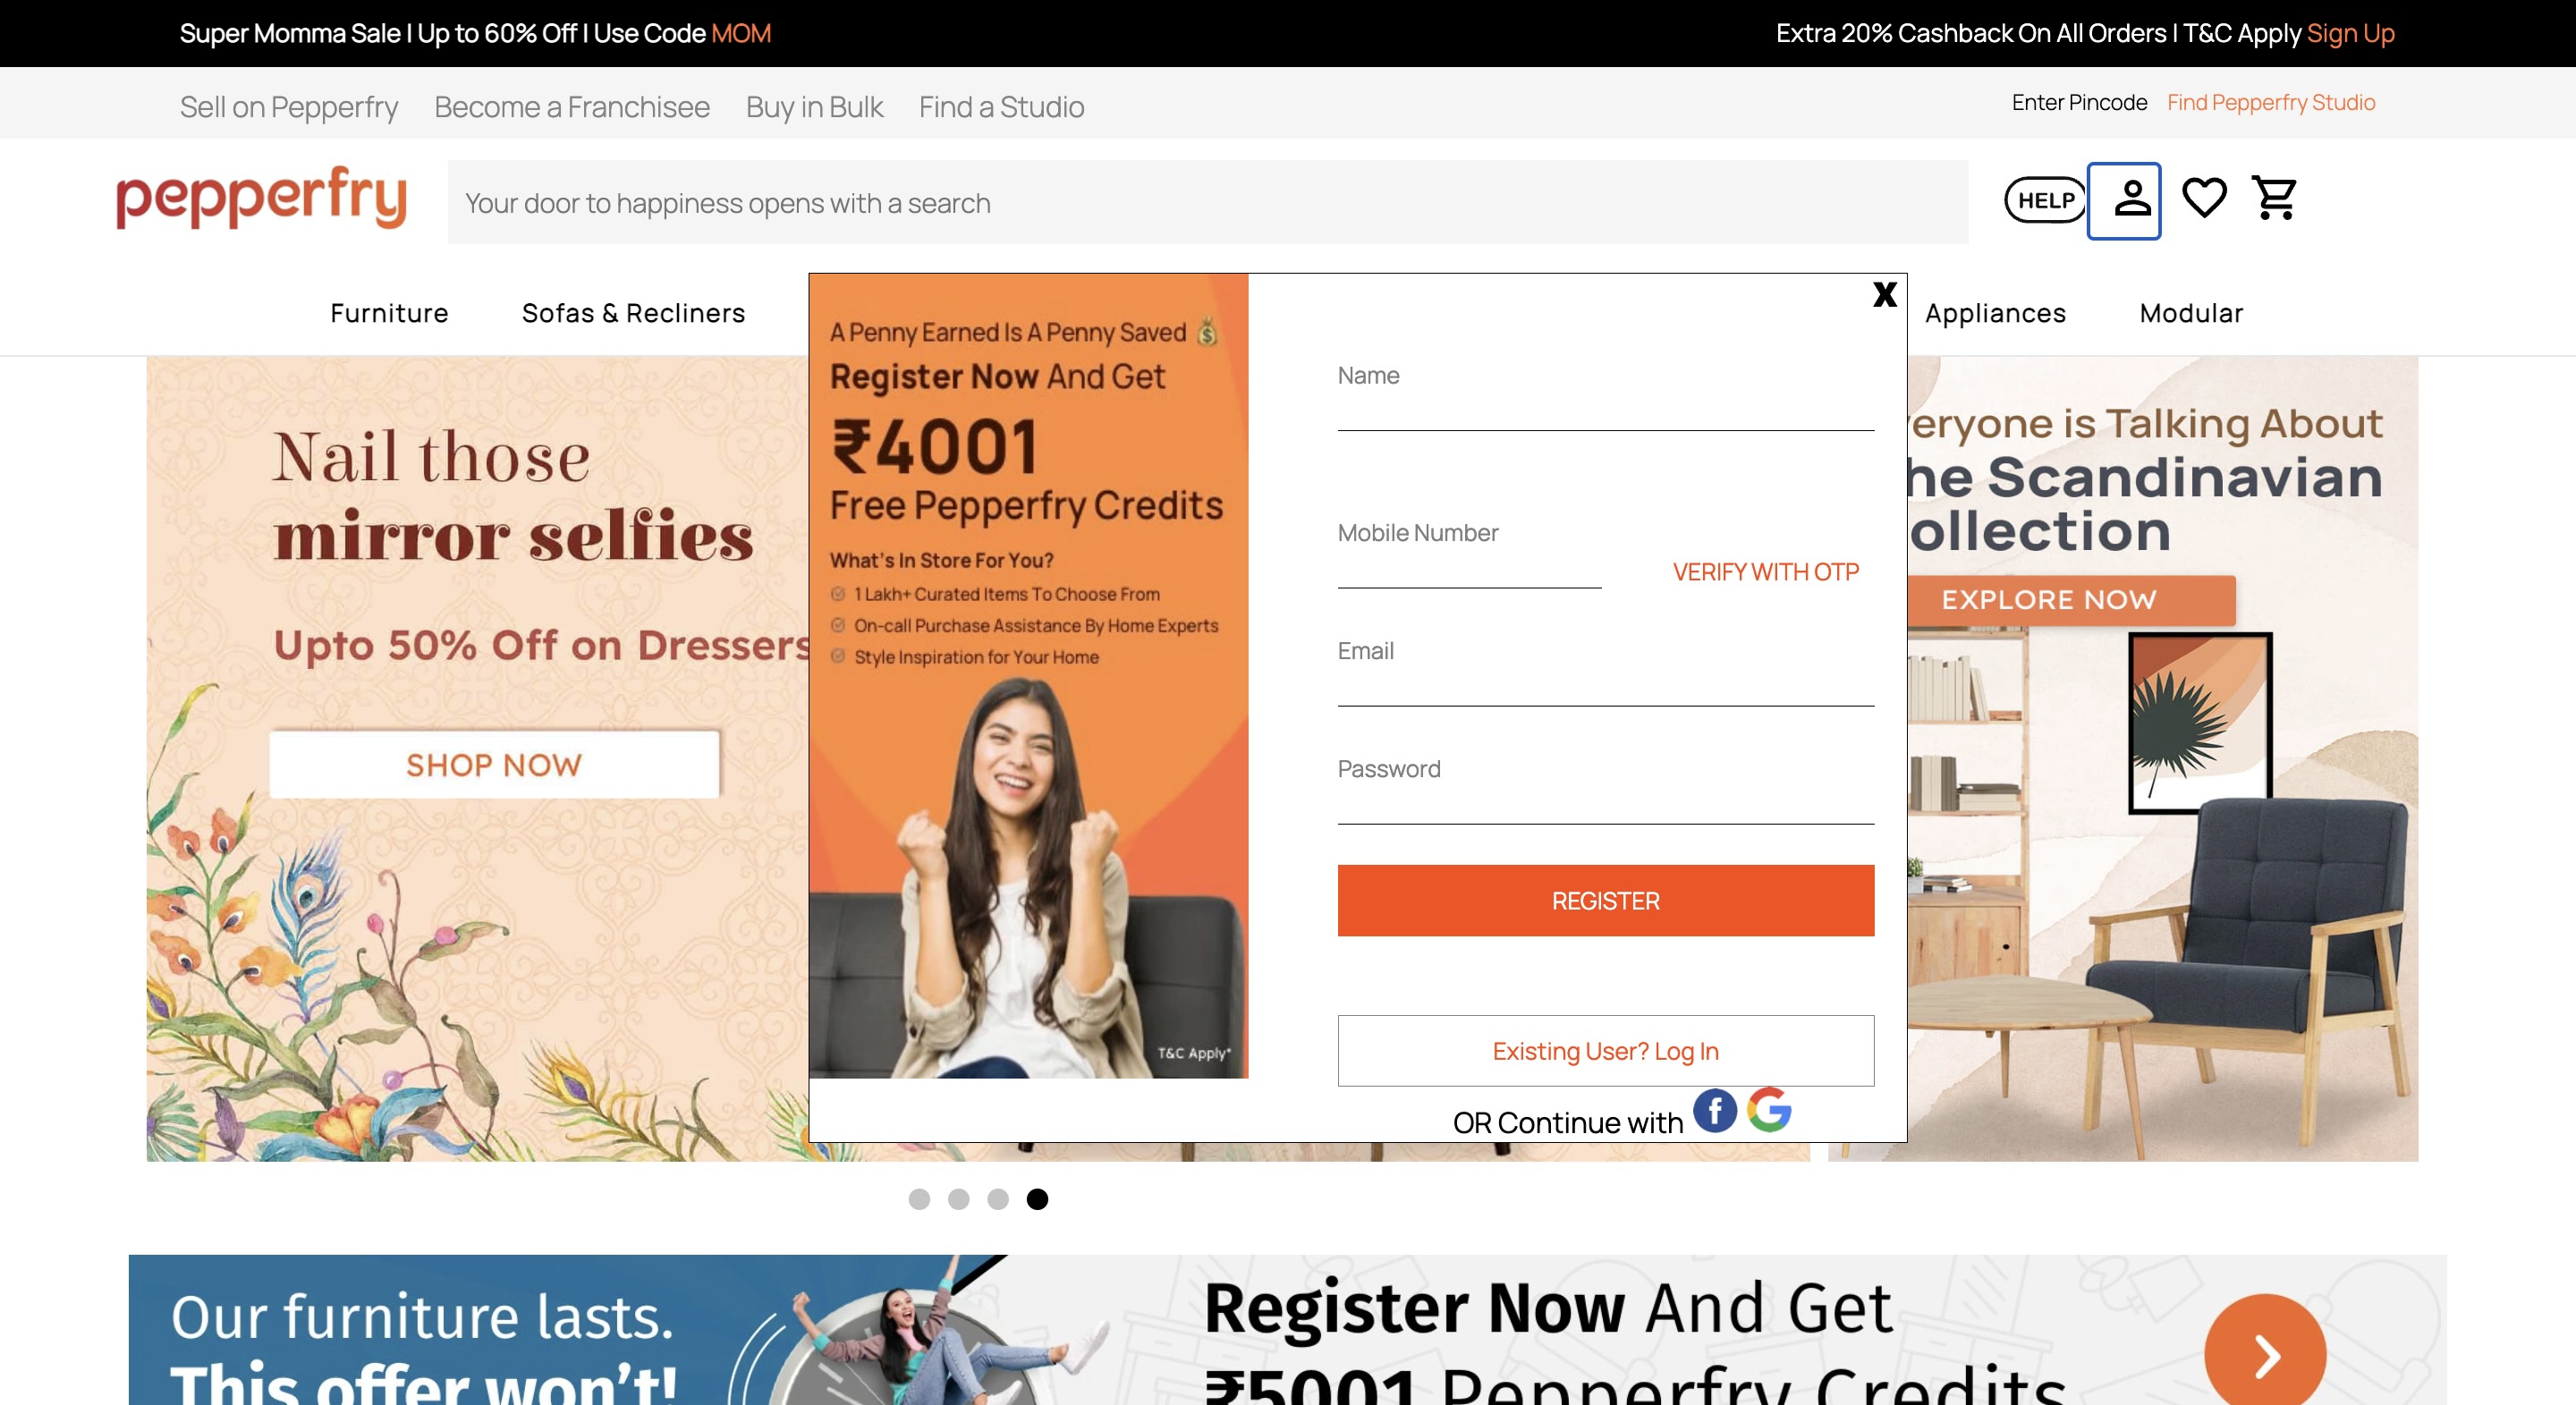 Super Momma Sale | Up to 60% Off | Use Code MOM
Extra 20% Cashback On All Orders | T&C Apply Sign Up
Sell on Pepperfry Become a Franchisee Buy in Bulk Find a Studio
Enter Pincode Find Pepperfry Studio
pepperfry
Your door to happiness opens with a search
HELP
Furniture Sofas & Recliners
Appliances Modular
Nail those
mirror selfies
Upto 50% Off on Dressers
SHOP NOW
A Penny Earned Is A Penny Saved
Register Now And Get
₹4001
Free Pepperfry Credits
What's In Store For You?
1 Lakh+ Curated Items To Choose From
On-call Purchase Assistance By Home Experts
Style Inspiration for Your Home
T&C Apply*
X
Name
Mobile Number
VERIFY WITH OTP
Email
Password
REGISTER
Existing User? Log In
OR Continue with
eryone is Talking About
he Scandinavian
ollection
EXPLORE NOW
Our furniture lasts.
This offer won't!
Register Now And Get
₹5001 Pepperfry Credits